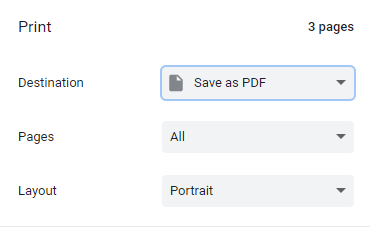 Print 3 pages
Destination Save as PDF
Pages All
Layout Portrait